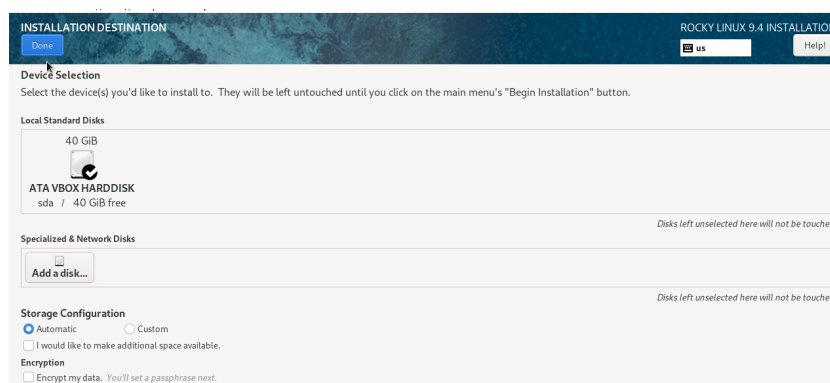 INSTALLATION DESTINATION
ROCKY LINUX 9.4 INSTALLATIO
Done
us
Help!
Device Selection
Select the device(s) you'd like to install to. They will be left untouched until you click on the main menu's "Begin Installation" button.
Local Standard Disks
40 GiB
ATA VBOX HARDDISK
sda / 40 GiB free
Disks left unselected here will not be touche
Specialized & Network Disks
Add a disk...
Disks left unselected here will not be touche
Storage Configuration
Automatic Custom
I would like to make additional space available.
Encryption
Encrypt my data. You'll set a passphrase next.